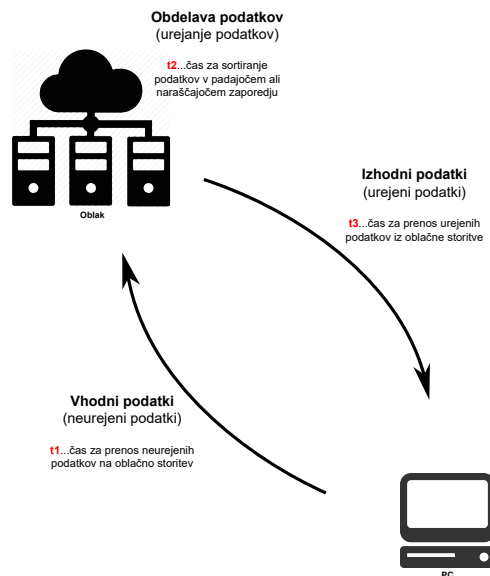 Obdelava podatkov
(urejanje podatkov)
t2...čas za sortiranje
podatkov v padajočem ali
naraščajočem zaporedju
Oblak
Izhodni podatki
(urejeni podatki)
t3...čas za prenos urejenih
podatkov iz oblačne storitve
Vhodni podatki
(neurejeni podatki)
t1...čas za prenos neurejenih
podatkov na oblačno storitev
PC